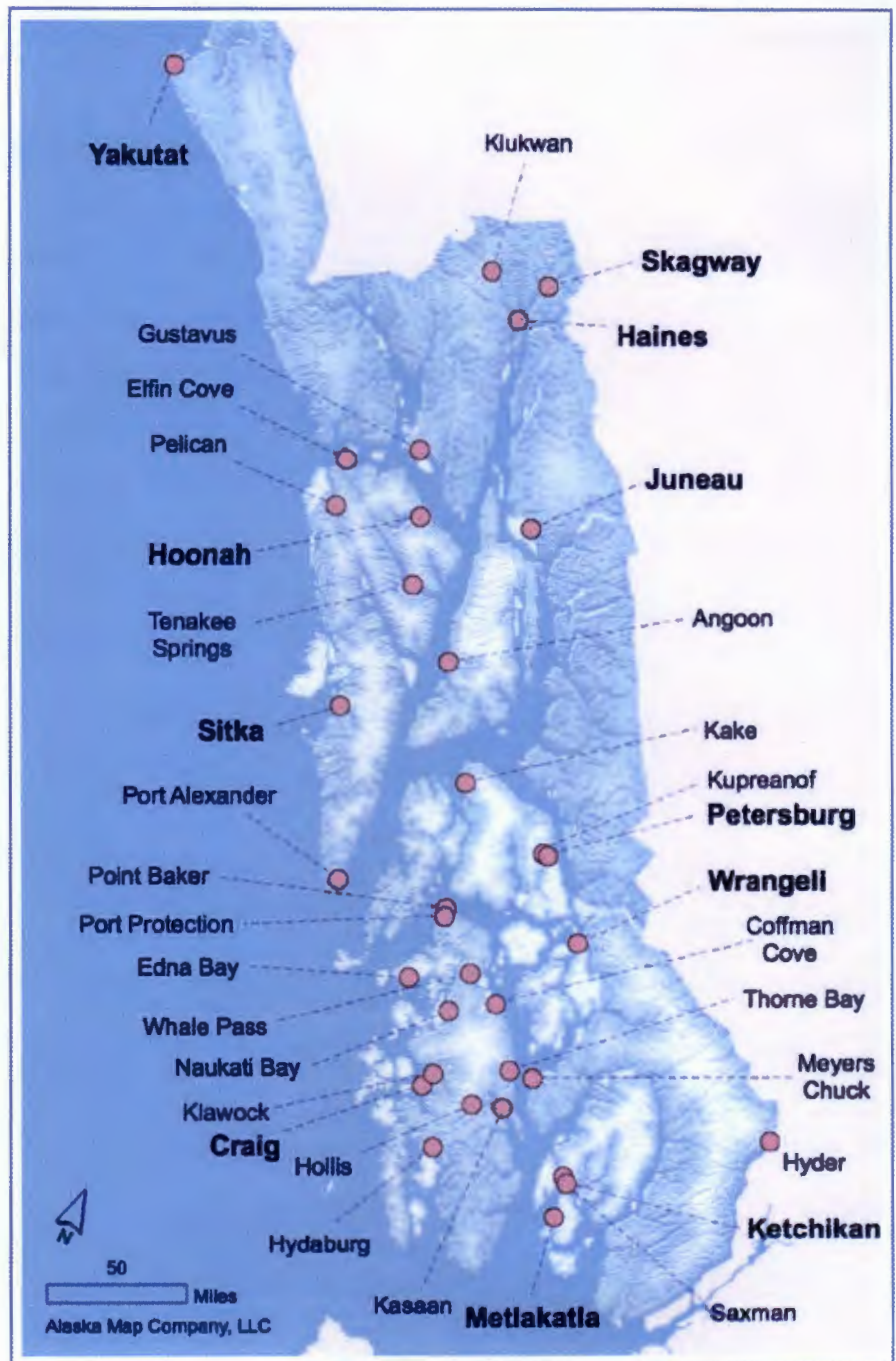 Yakutat
Klukwan
Skagway
Haines
Gustavus
Elfin Cove
Pelican
Juneau
Hoonah
Tenakee
Springs
Angoon
Sitka
Kake
Port Alexander
Kupreanof
Petersburg
Point Baker
Wrangell
Port Protection
Coffman
Cove
Edna Bay
Thorne Bay
Whale Pass
Naukati Bay
Meyers
Chuck
Klawock
Craig
Hollis
Hyder
Hydaburg
Ketchikan
Kasaan
Metlakatla
Saxman
N
50
Miles
Alaska Map Company, LLC